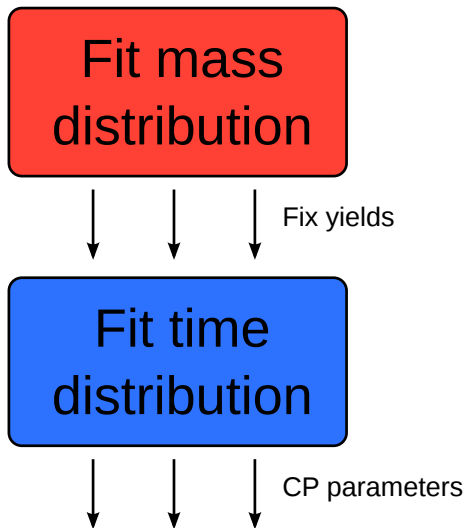 Fit mass
distribution
Fix yields
Fit time
distribution
CP parameters